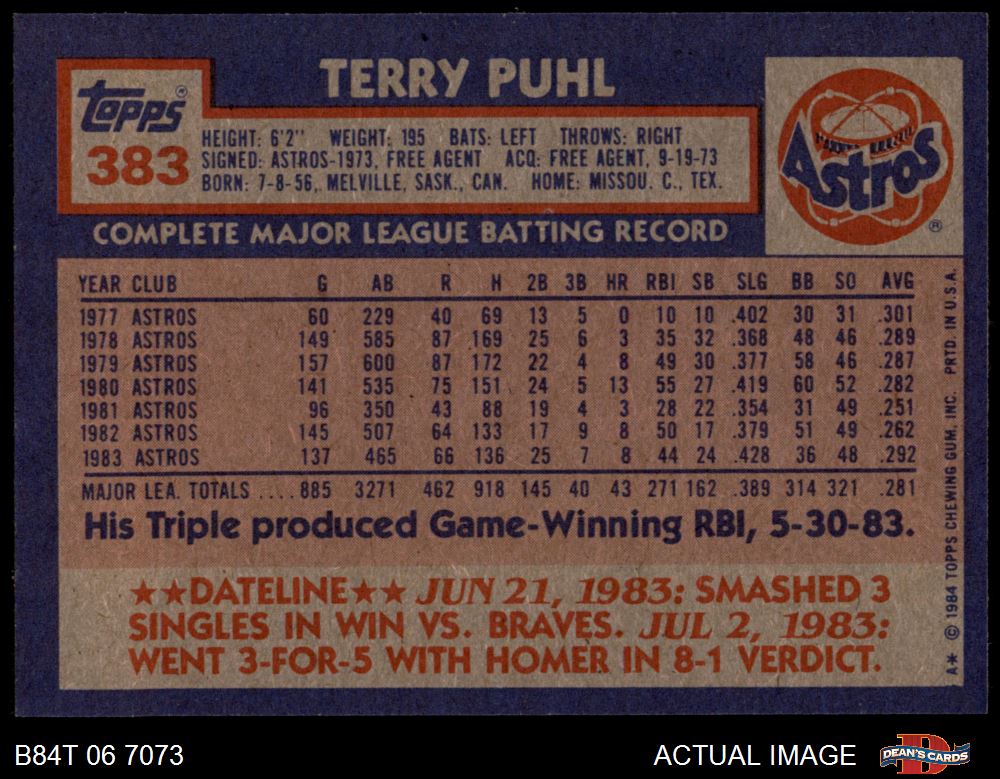 TERRY PUHL
Topps®
383
HEIGHT: 6'2" WEIGHT: 195 BATS: LEFT THROWS: RIGHT
SIGNED: ASTROS-1973, FREE AGENT ACQ: FREE AGENT, 9-19-73
BORN: 7-8-56, MELVILLE, SASK., CAN. HOME: MISSOU. C., TEX.
Astros
®
COMPLETE MAJOR LEAGUE BATTING RECORD
YEAR CLUB G AB R H 2B 3B HR RBI SB SLG BB SO AVG
1977 ASTROS 60 229 40 69 13 5 0 10 10 .402 30 31 .301
1978 ASTROS 149 585 87 169 25 6 3 35 32 .368 48 46 .289
1979 ASTROS 157 600 87 172 22 4 8 49 30 .377 58 46 .287
1980 ASTROS 141 535 75 151 24 5 13 55 27 .419 60 52 .282
1981 ASTROS 96 350 43 88 19 4 3 28 22 .354 31 49 .251
1982 ASTROS 145 507 64 133 17 9 8 50 17 .379 51 49 .262
1983 ASTROS 137 465 66 136 25 7 8 44 24 .428 36 48 .292
MAJOR LEA. TOTALS .... 885 3271 462 918 145 40 43 271 162 .389 314 321 .281
His Triple produced Game-Winning RBI, 5-30-83.
★★DATELINE★★ JUN 21, 1983: SMASHED 3
SINGLES IN WIN VS. BRAVES. JUL 2, 1983:
WENT 3-FOR-5 WITH HOMER IN 8-1 VERDICT.
A* © 1984 TOPPS CHEWING GUM, INC. PRTD. IN U.S.A.
B84T 06 7073
ACTUAL IMAGE
DEAN'S CARDS